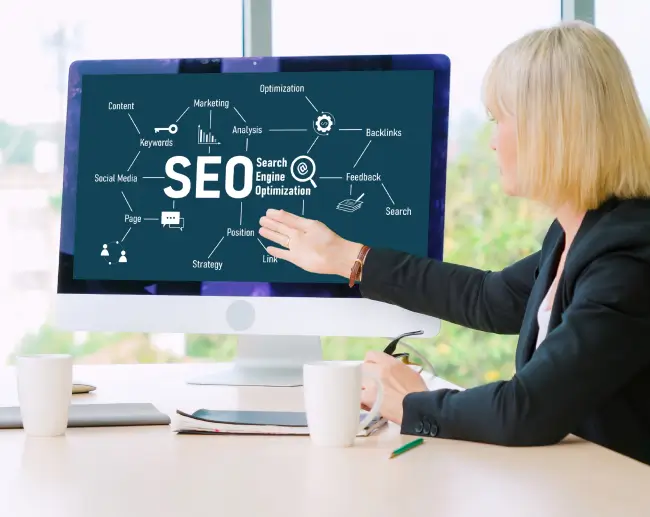 Optimization
Content
Marketing
Analysis
Backlinks
Keywords
SEO
Search
Engine
Optimization
Social Media
Feedback
Page
Search
Position
Strategy
Link